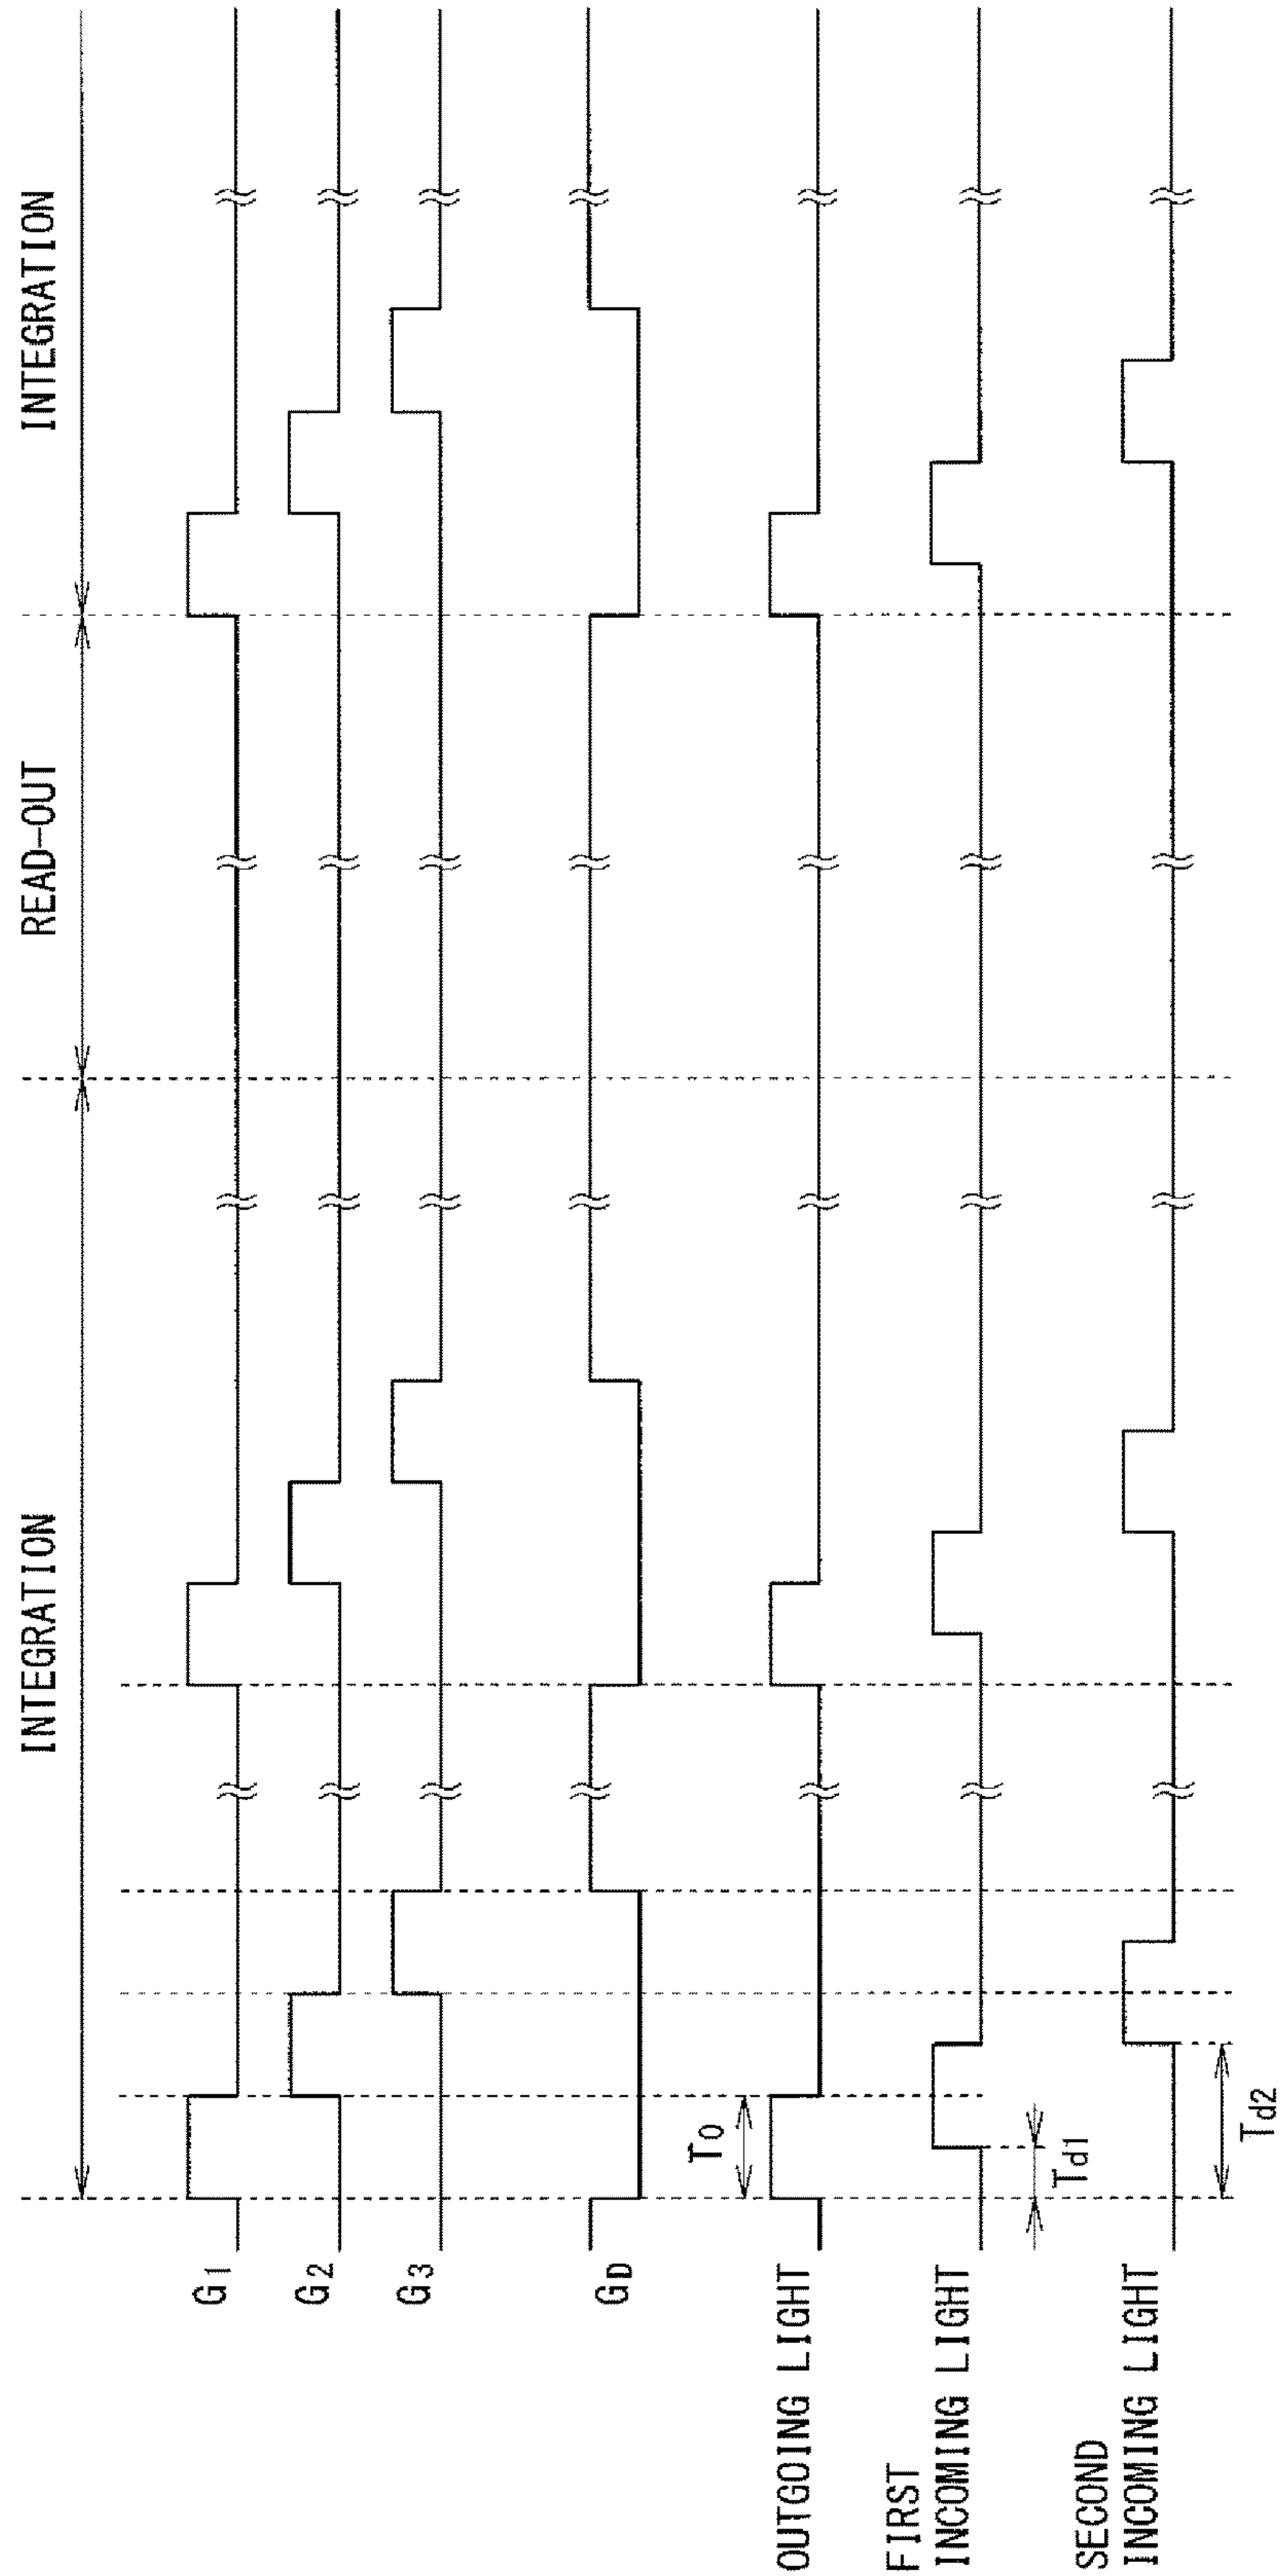 INTEGRATION
READ-OUT
INTEGRATION
G1
G2
G3
GD
OUTGOING LIGHT
T0
FIRST
INCOMING LIGHT
Td1
SECOND
INCOMING LIGHT
Td2